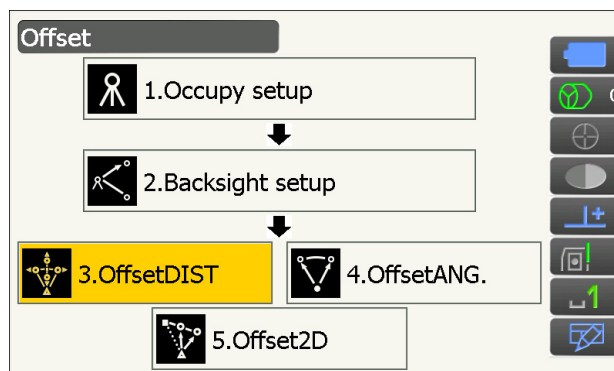 Offset
1.Occupy setup
2.Backsight setup
3.OffsetDIST
4.OffsetANG.
5.Offset2D